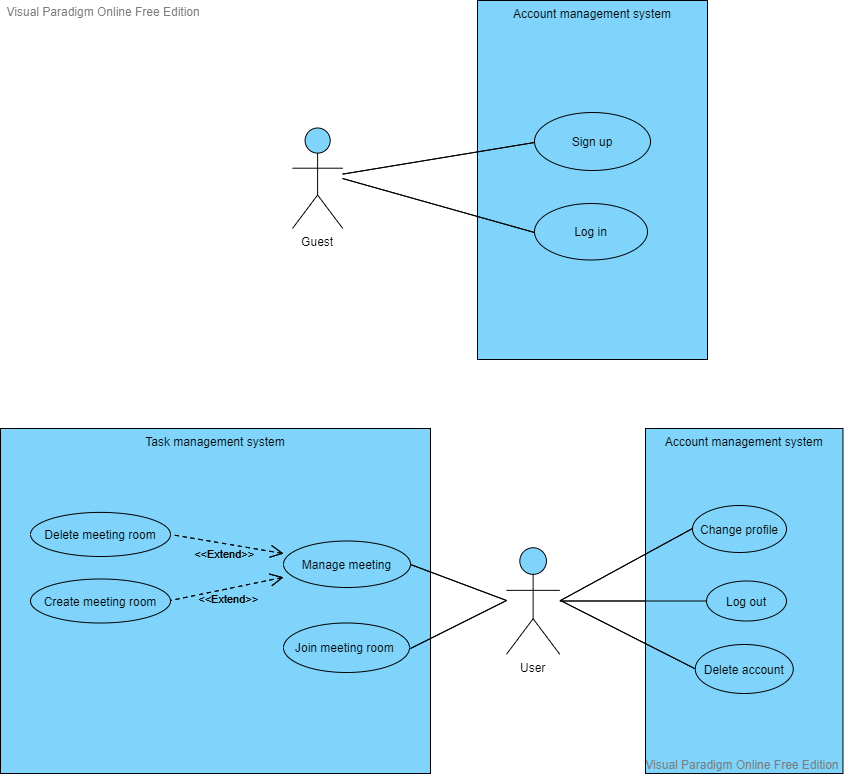 Visual Paradigm Online Free Edition
Account management system
Sign up
Log in
Guest
Task management system
Delete meeting room
<<Extend>>
Create meeting room
<<Extend>>
Manage meeting
Join meeting room
User
Account management system
Change profile
Log out
Delete account
Visual Paradigm Online Free Edition